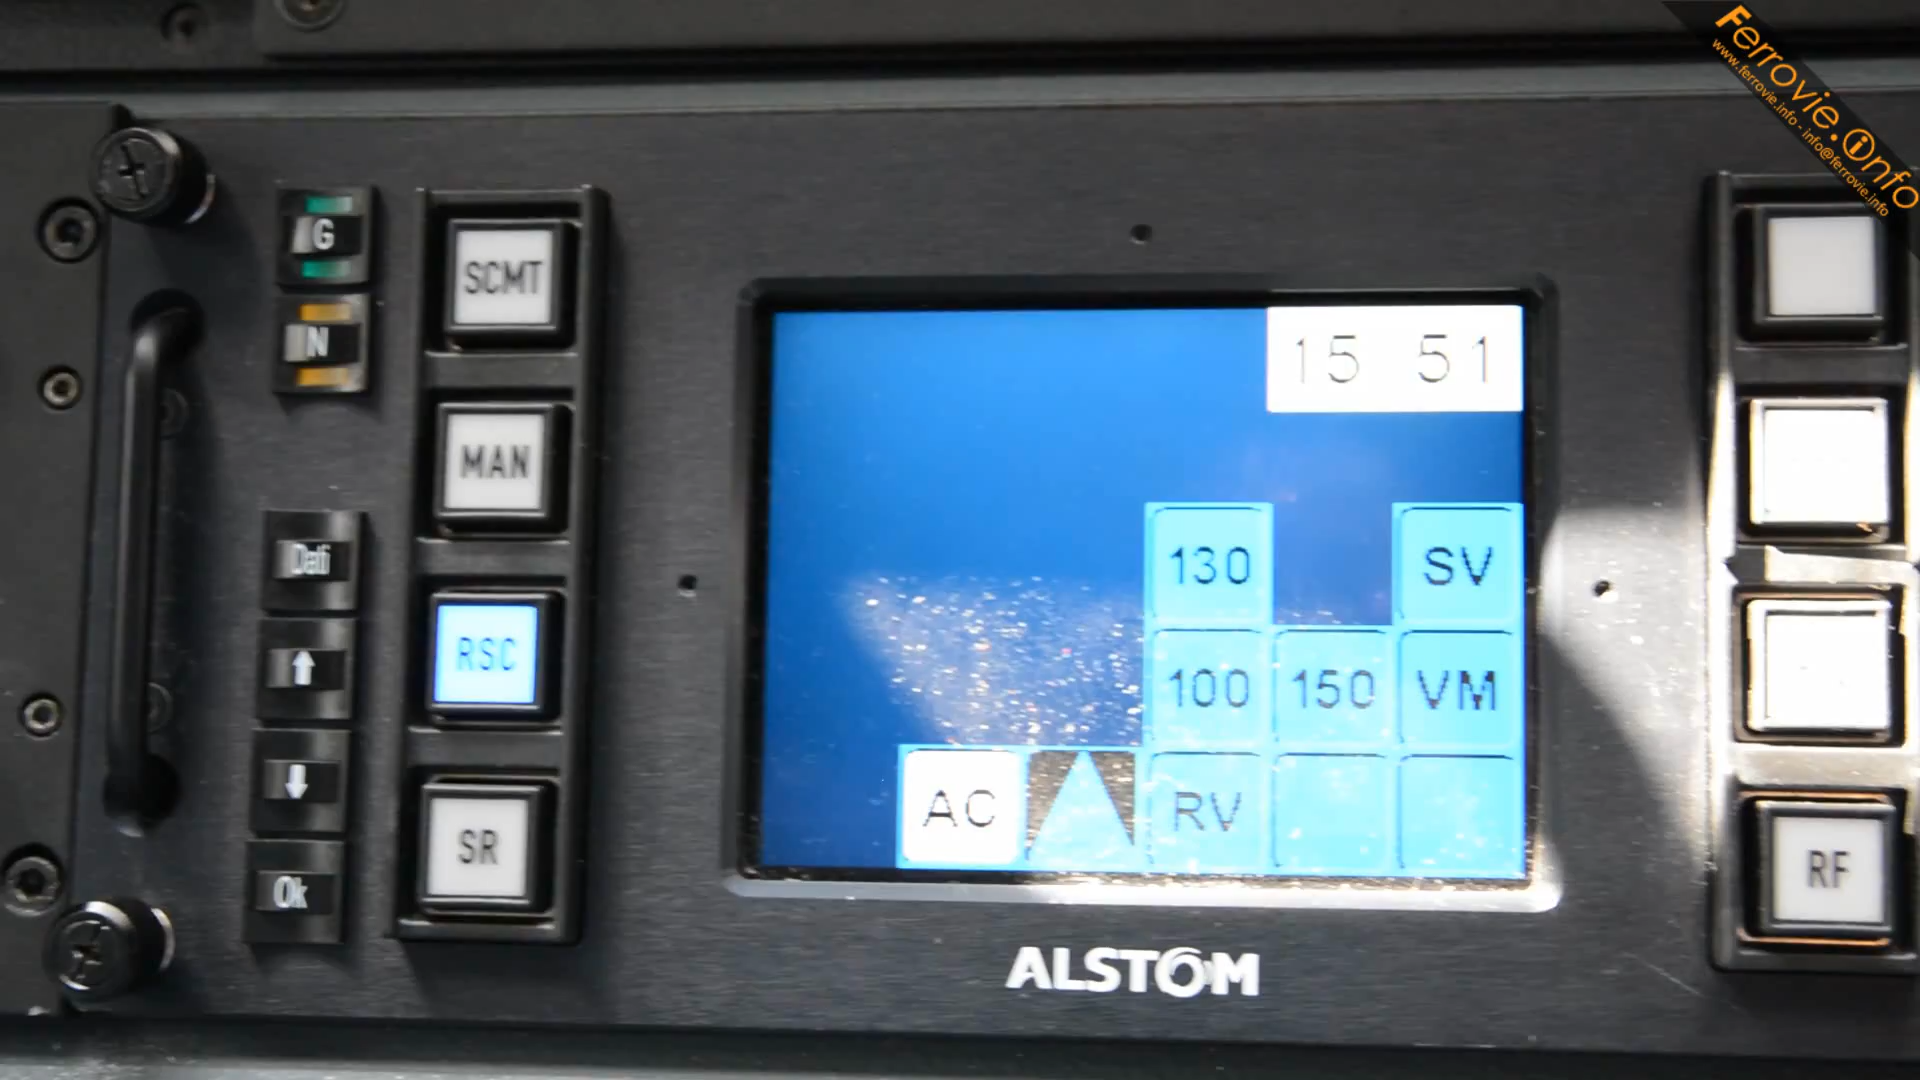 Ferrovie.info
www.ferrovie.info - info@ferrovie.info
G
N
SCMT
MAN
Dati
RSC
SR
Ok
15 51
130 SV
100 150 VM
AC RV
RF
ALSTOM